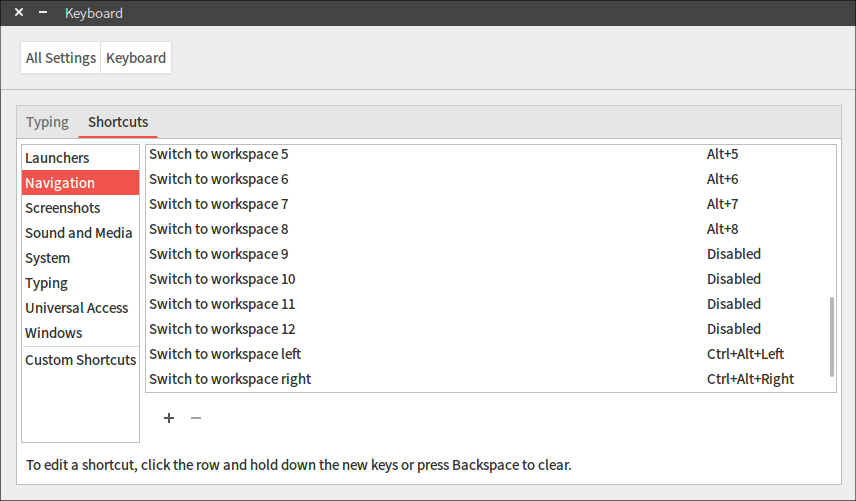 Keyboard
All Settings Keyboard
Typing Shortcuts
Launchers
Navigation
Screenshots
Sound and Media
System
Typing
Universal Access
Windows
Custom Shortcuts
Switch to workspace 5 Alt+5
Switch to workspace 6 Alt+6
Switch to workspace 7 Alt+7
Switch to workspace 8 Alt+8
Switch to workspace 9 Disabled
Switch to workspace 10 Disabled
Switch to workspace 11 Disabled
Switch to workspace 12 Disabled
Switch to workspace left Ctrl+Alt+Left
Switch to workspace right Ctrl+Alt+Right
To edit a shortcut, click the row and hold down the new keys or press Backspace to clear.